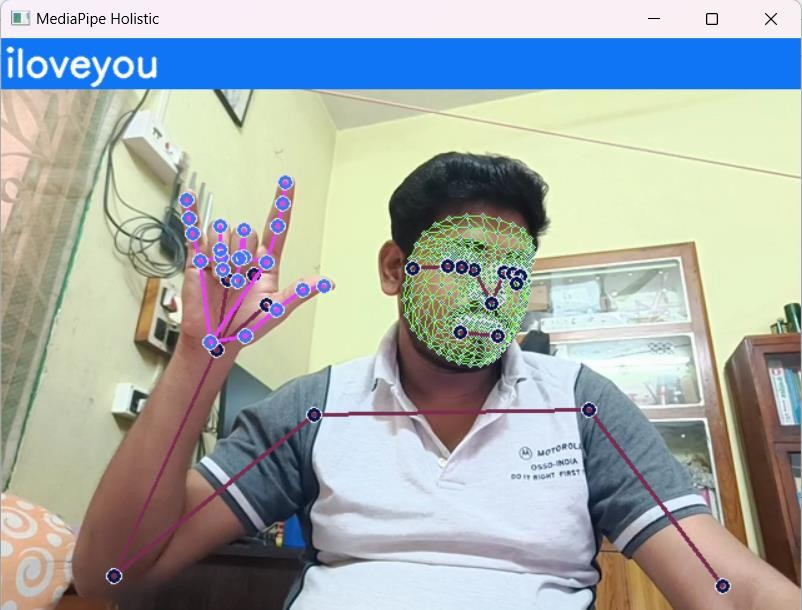 MediaPipe Holistic
iloveyou
MOTOROLA
OSSD-INDIA
DO IT RIGHT FIRST